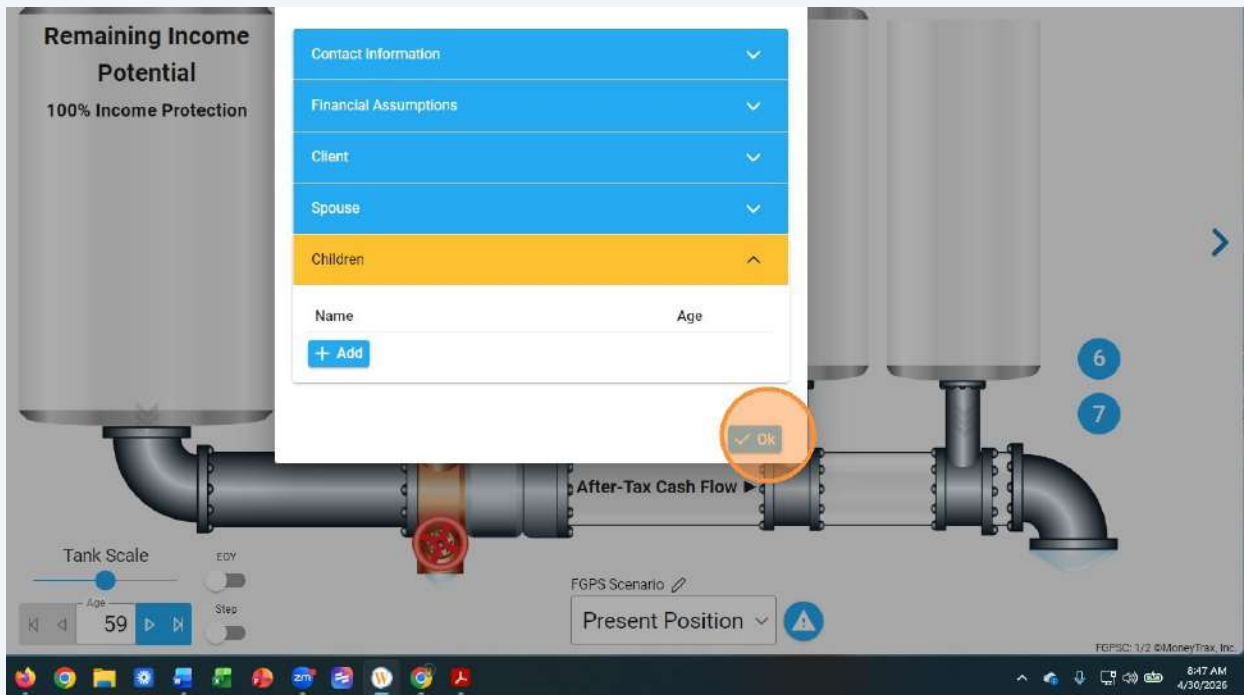 Remaining Income
Potential
100% Income Protection
Contact Information
Financial Assumptions
Client
Spouse
Children
Name Age
+ Add
Ok
6
7
After-Tax Cash Flow ▶
Tank Scale
EOY
Age
59
Step
FGPS Scenario
Present Position
FGPSC: 1/2 ©MoneyTrax, Inc.
zm
8:47 AM
4/30/2026